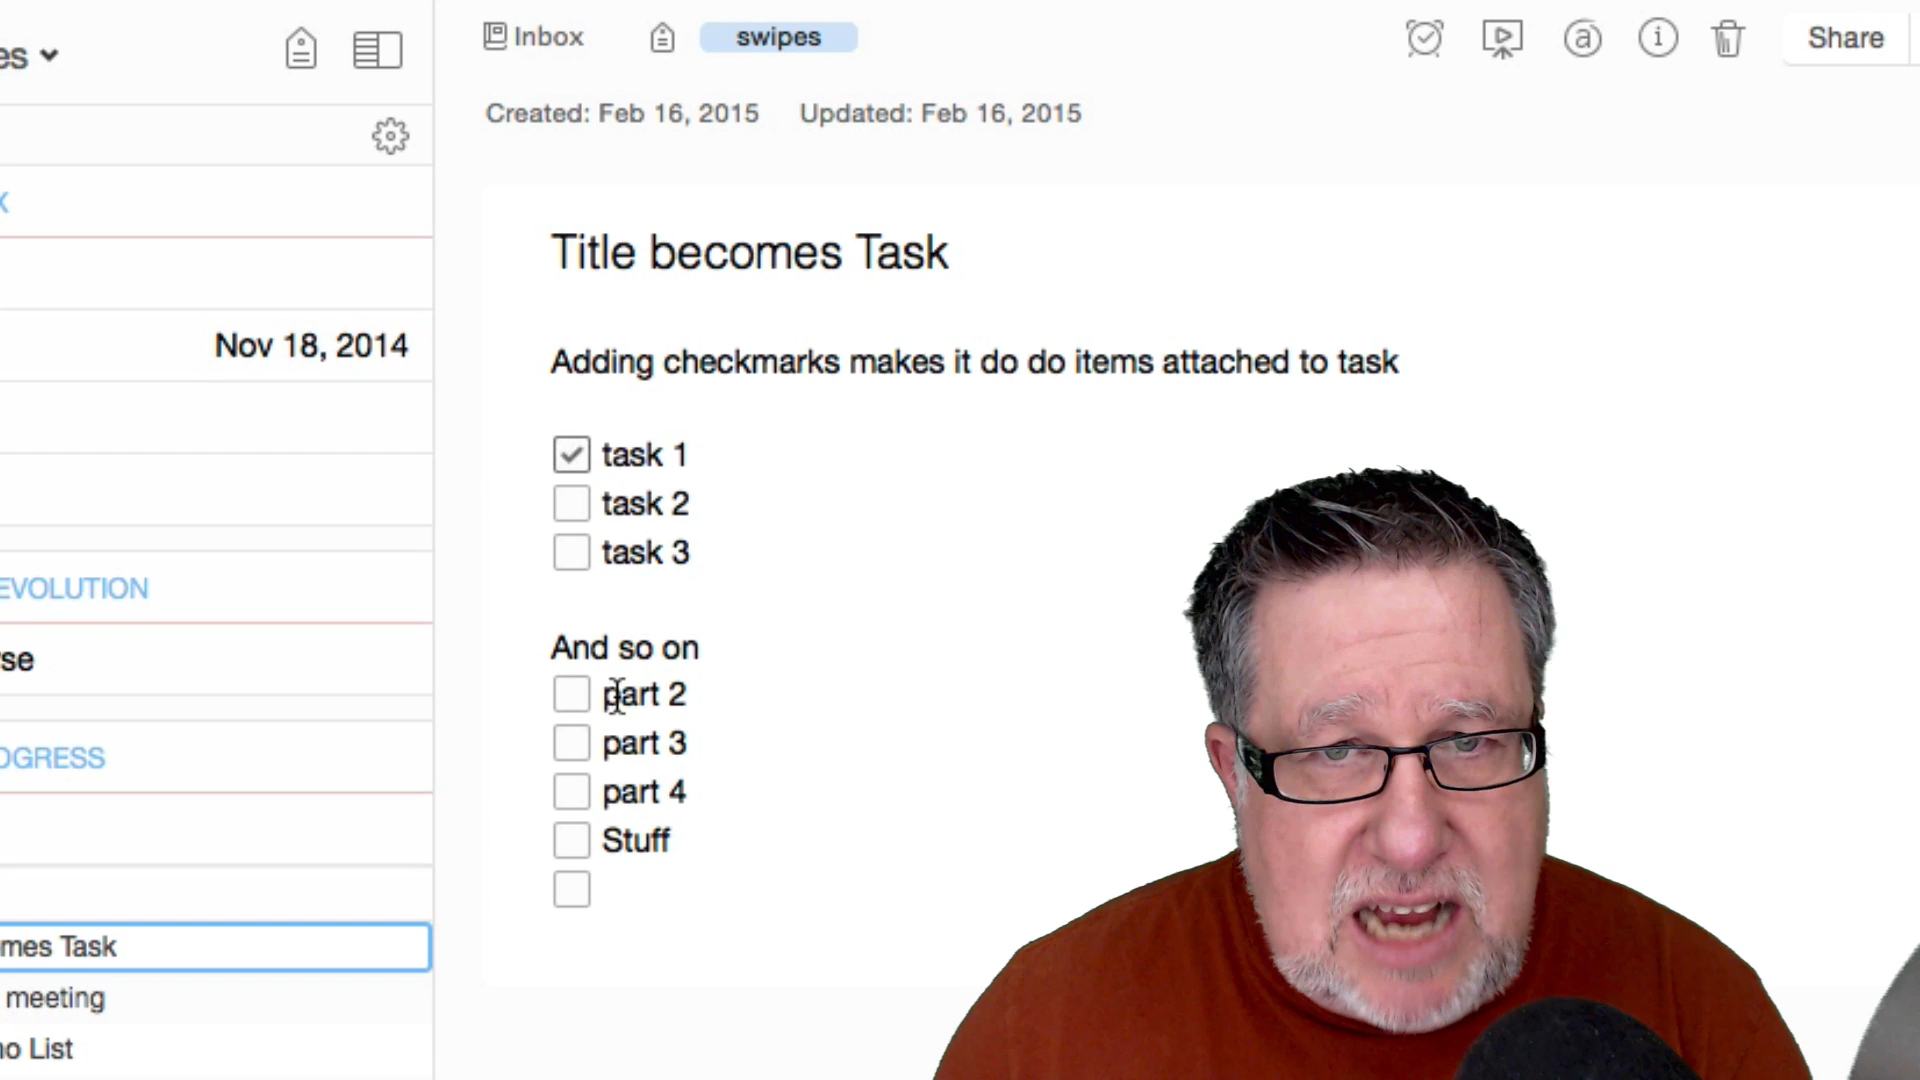 es
Inbox
swipes
Share
Created: Feb 16, 2015
Updated: Feb 16, 2015
X
Title becomes Task
Nov 18, 2014
Adding checkmarks makes it do do items attached to task
task 1
task 2
task 3
EVOLUTION
And so on
se
part 2
part 3
OGRESS
part 4
Stuff
mes Task
meeting
o List